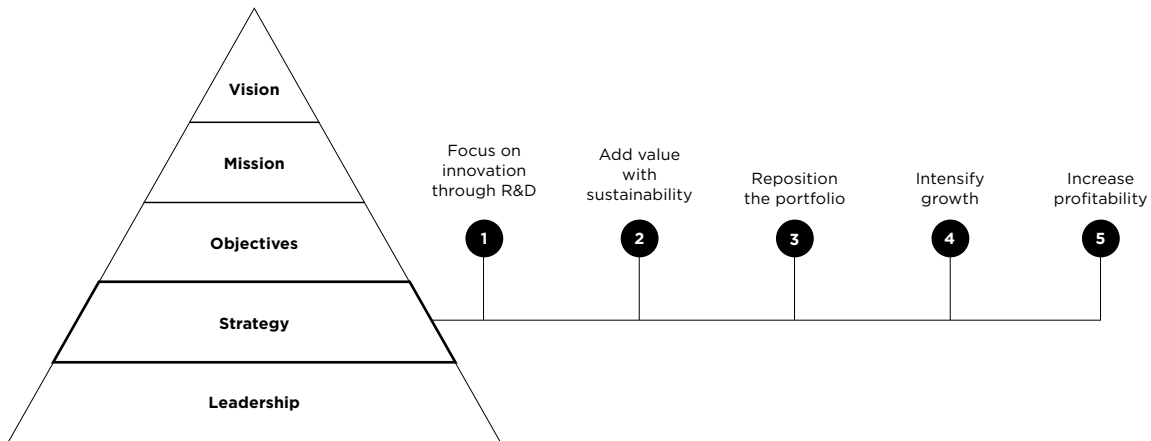 Vision
Mission
Objectives
Strategy
Leadership
Focus on
innovation
through R&D
1
Add value
with
sustainability
2
Reposition
the portfolio
3
Intensify
growth
4
Increase
profitability
5